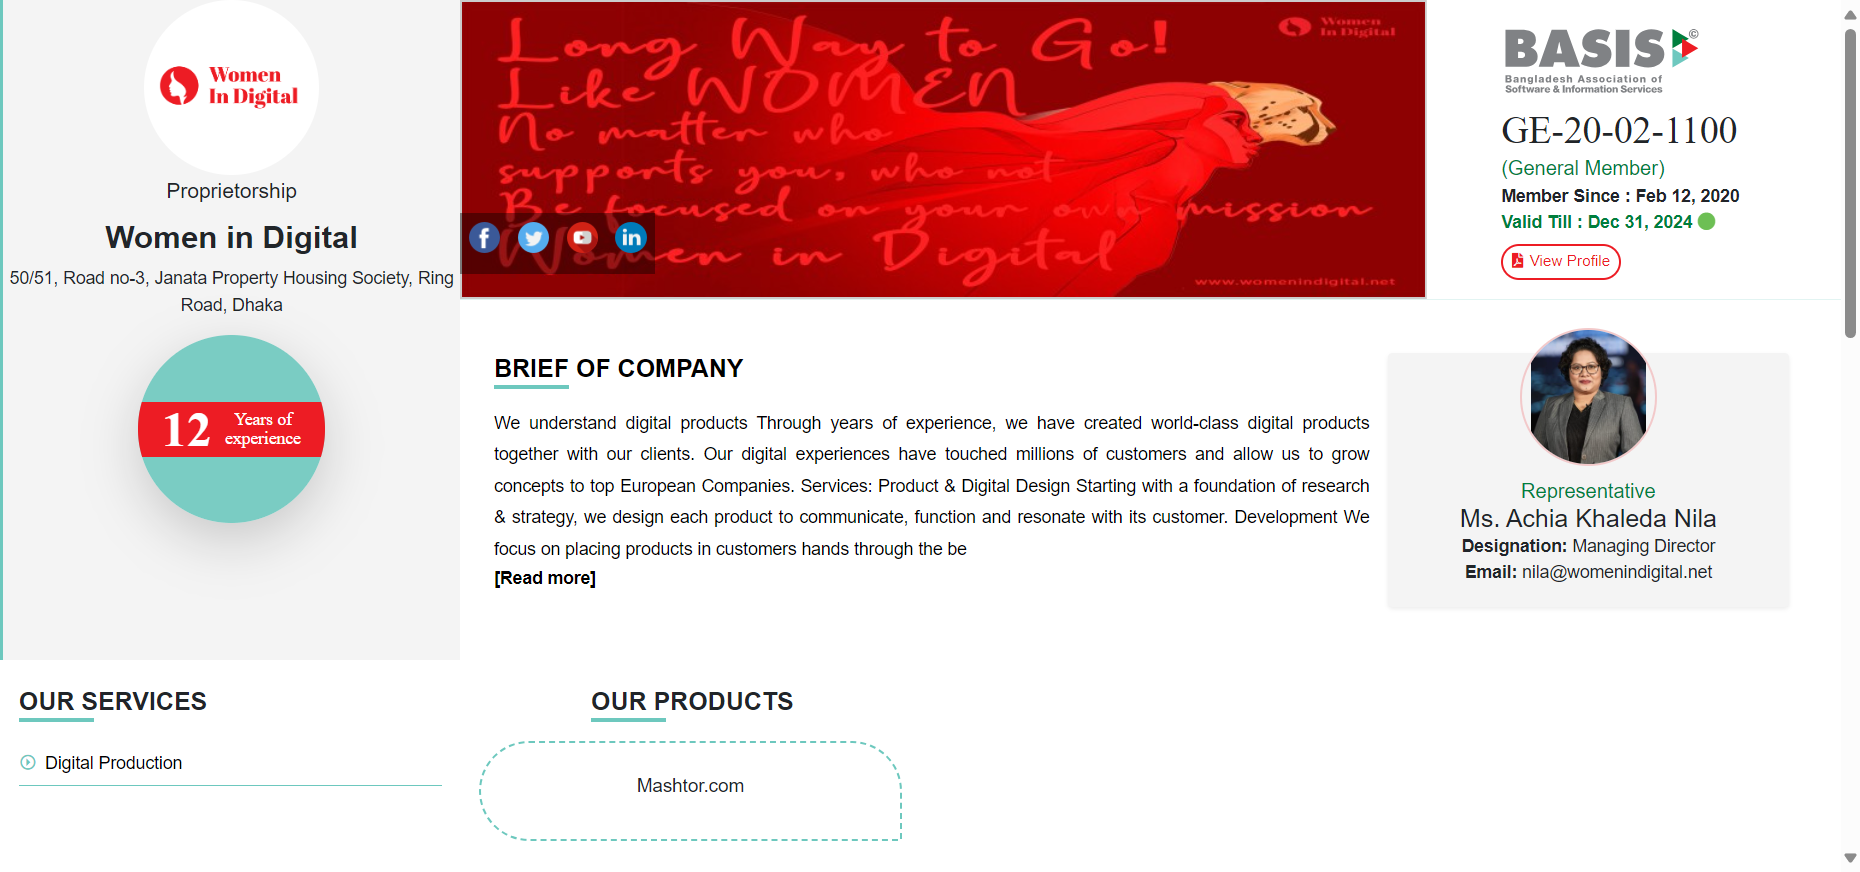 Women
In Digital
Proprietorship
Women in Digital
50/51, Road no-3, Janata Property Housing Society, Ring
Road, Dhaka
12 Years of
experience
Long Way to Go!
Like WOMEN
No matter who
supports you, who not
Be focused on your own mission
Women in Digital
Women
In Digital
www.womenindigital.net
BASIS©
Bangladesh Association of
Software & Information Services
GE-20-02-1100
(General Member)
Member Since : Feb 12, 2020
Valid Till : Dec 31, 2024
View Profile
BRIEF OF COMPANY
We understand digital products Through years of experience, we have created world-class digital products
together with our clients. Our digital experiences have touched millions of customers and allow us to grow
concepts to top European Companies. Services: Product & Digital Design Starting with a foundation of research
& strategy, we design each product to communicate, function and resonate with its customer. Development We
focus on placing products in customers hands through the be
[Read more]
Representative
Ms. Achia Khaleda Nila
Designation: Managing Director
Email: nila@womenindigital.net
OUR SERVICES
Digital Production
OUR PRODUCTS
Mashtor.com